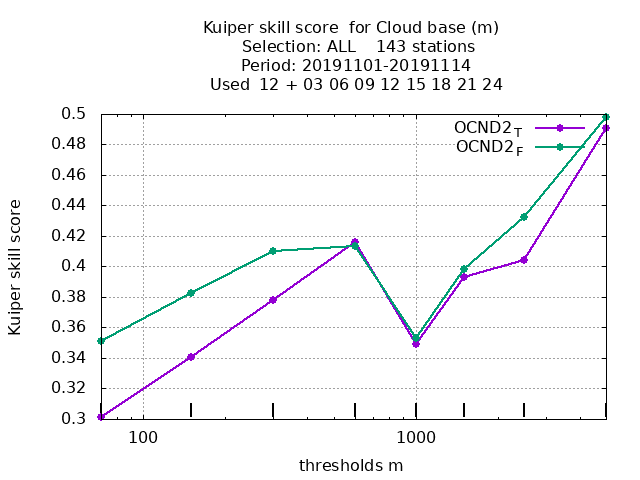 Kuiper skill score for Cloud base (m)
Selection: ALL 143 stations
Period: 20191101-20191114
Used 12 + 03 06 09 12 15 18 21 24
OCND2_T
OCND2_F
Kuiper skill score
0.5
0.48
0.46
0.44
0.42
0.4
0.38
0.36
0.34
0.32
0.3
100 1000
thresholds m